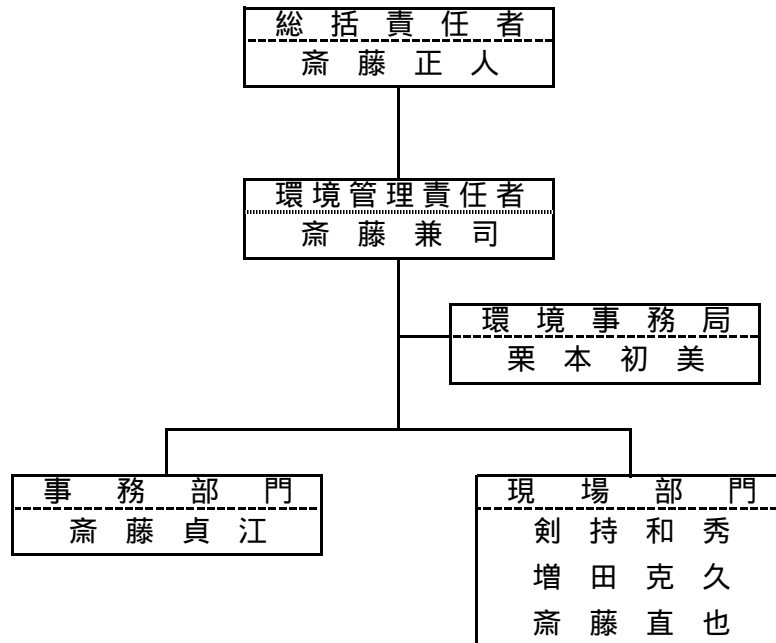 総括責任者
斎藤正人
環境管理責任者
斎藤兼司
環境事務局
栗本初美
事務部門
斎藤貞江
現場部門
剣持和秀
増田克久
斎藤直也